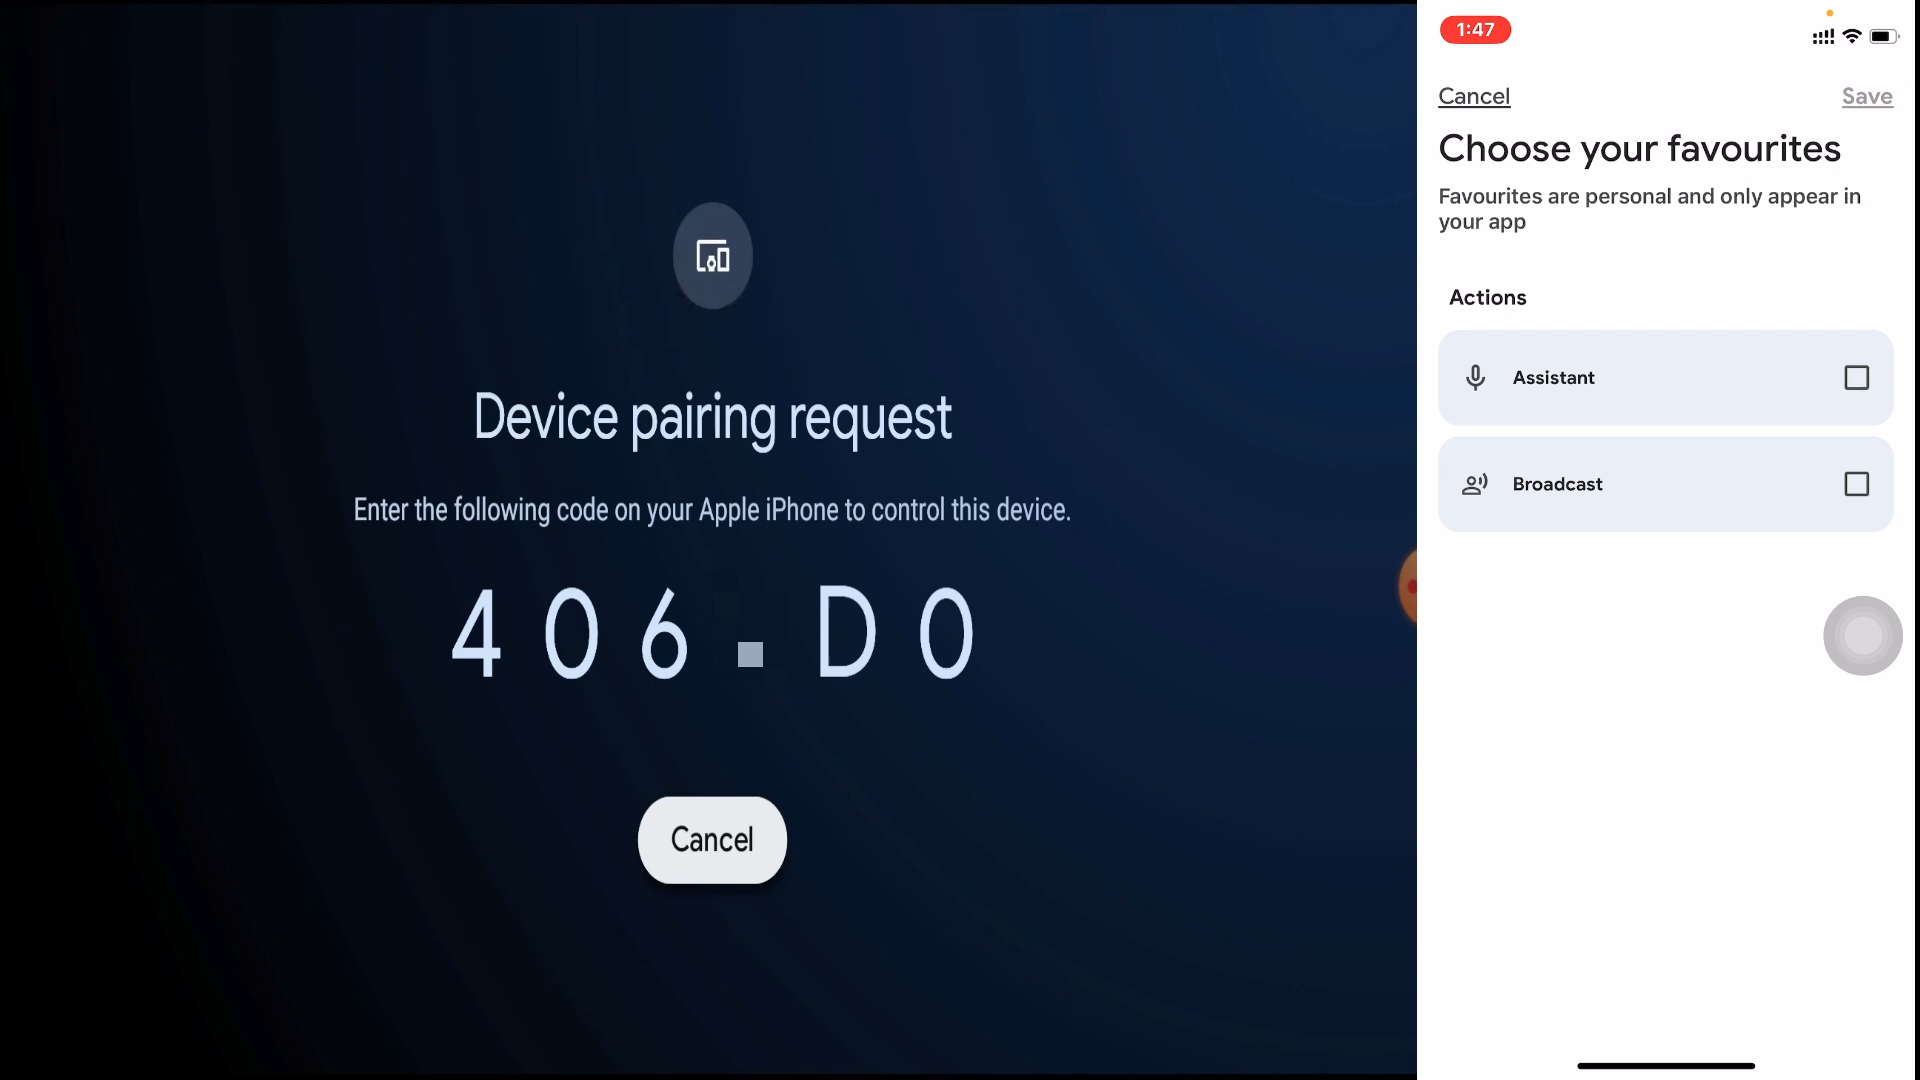 Device pairing request
Enter the following code on your Apple iPhone to control this device.
4 0 6 D 0
Cancel
1:47
Cancel
Save
Choose your favourites
Favourites are personal and only appear in
your app
Actions
Assistant
Broadcast